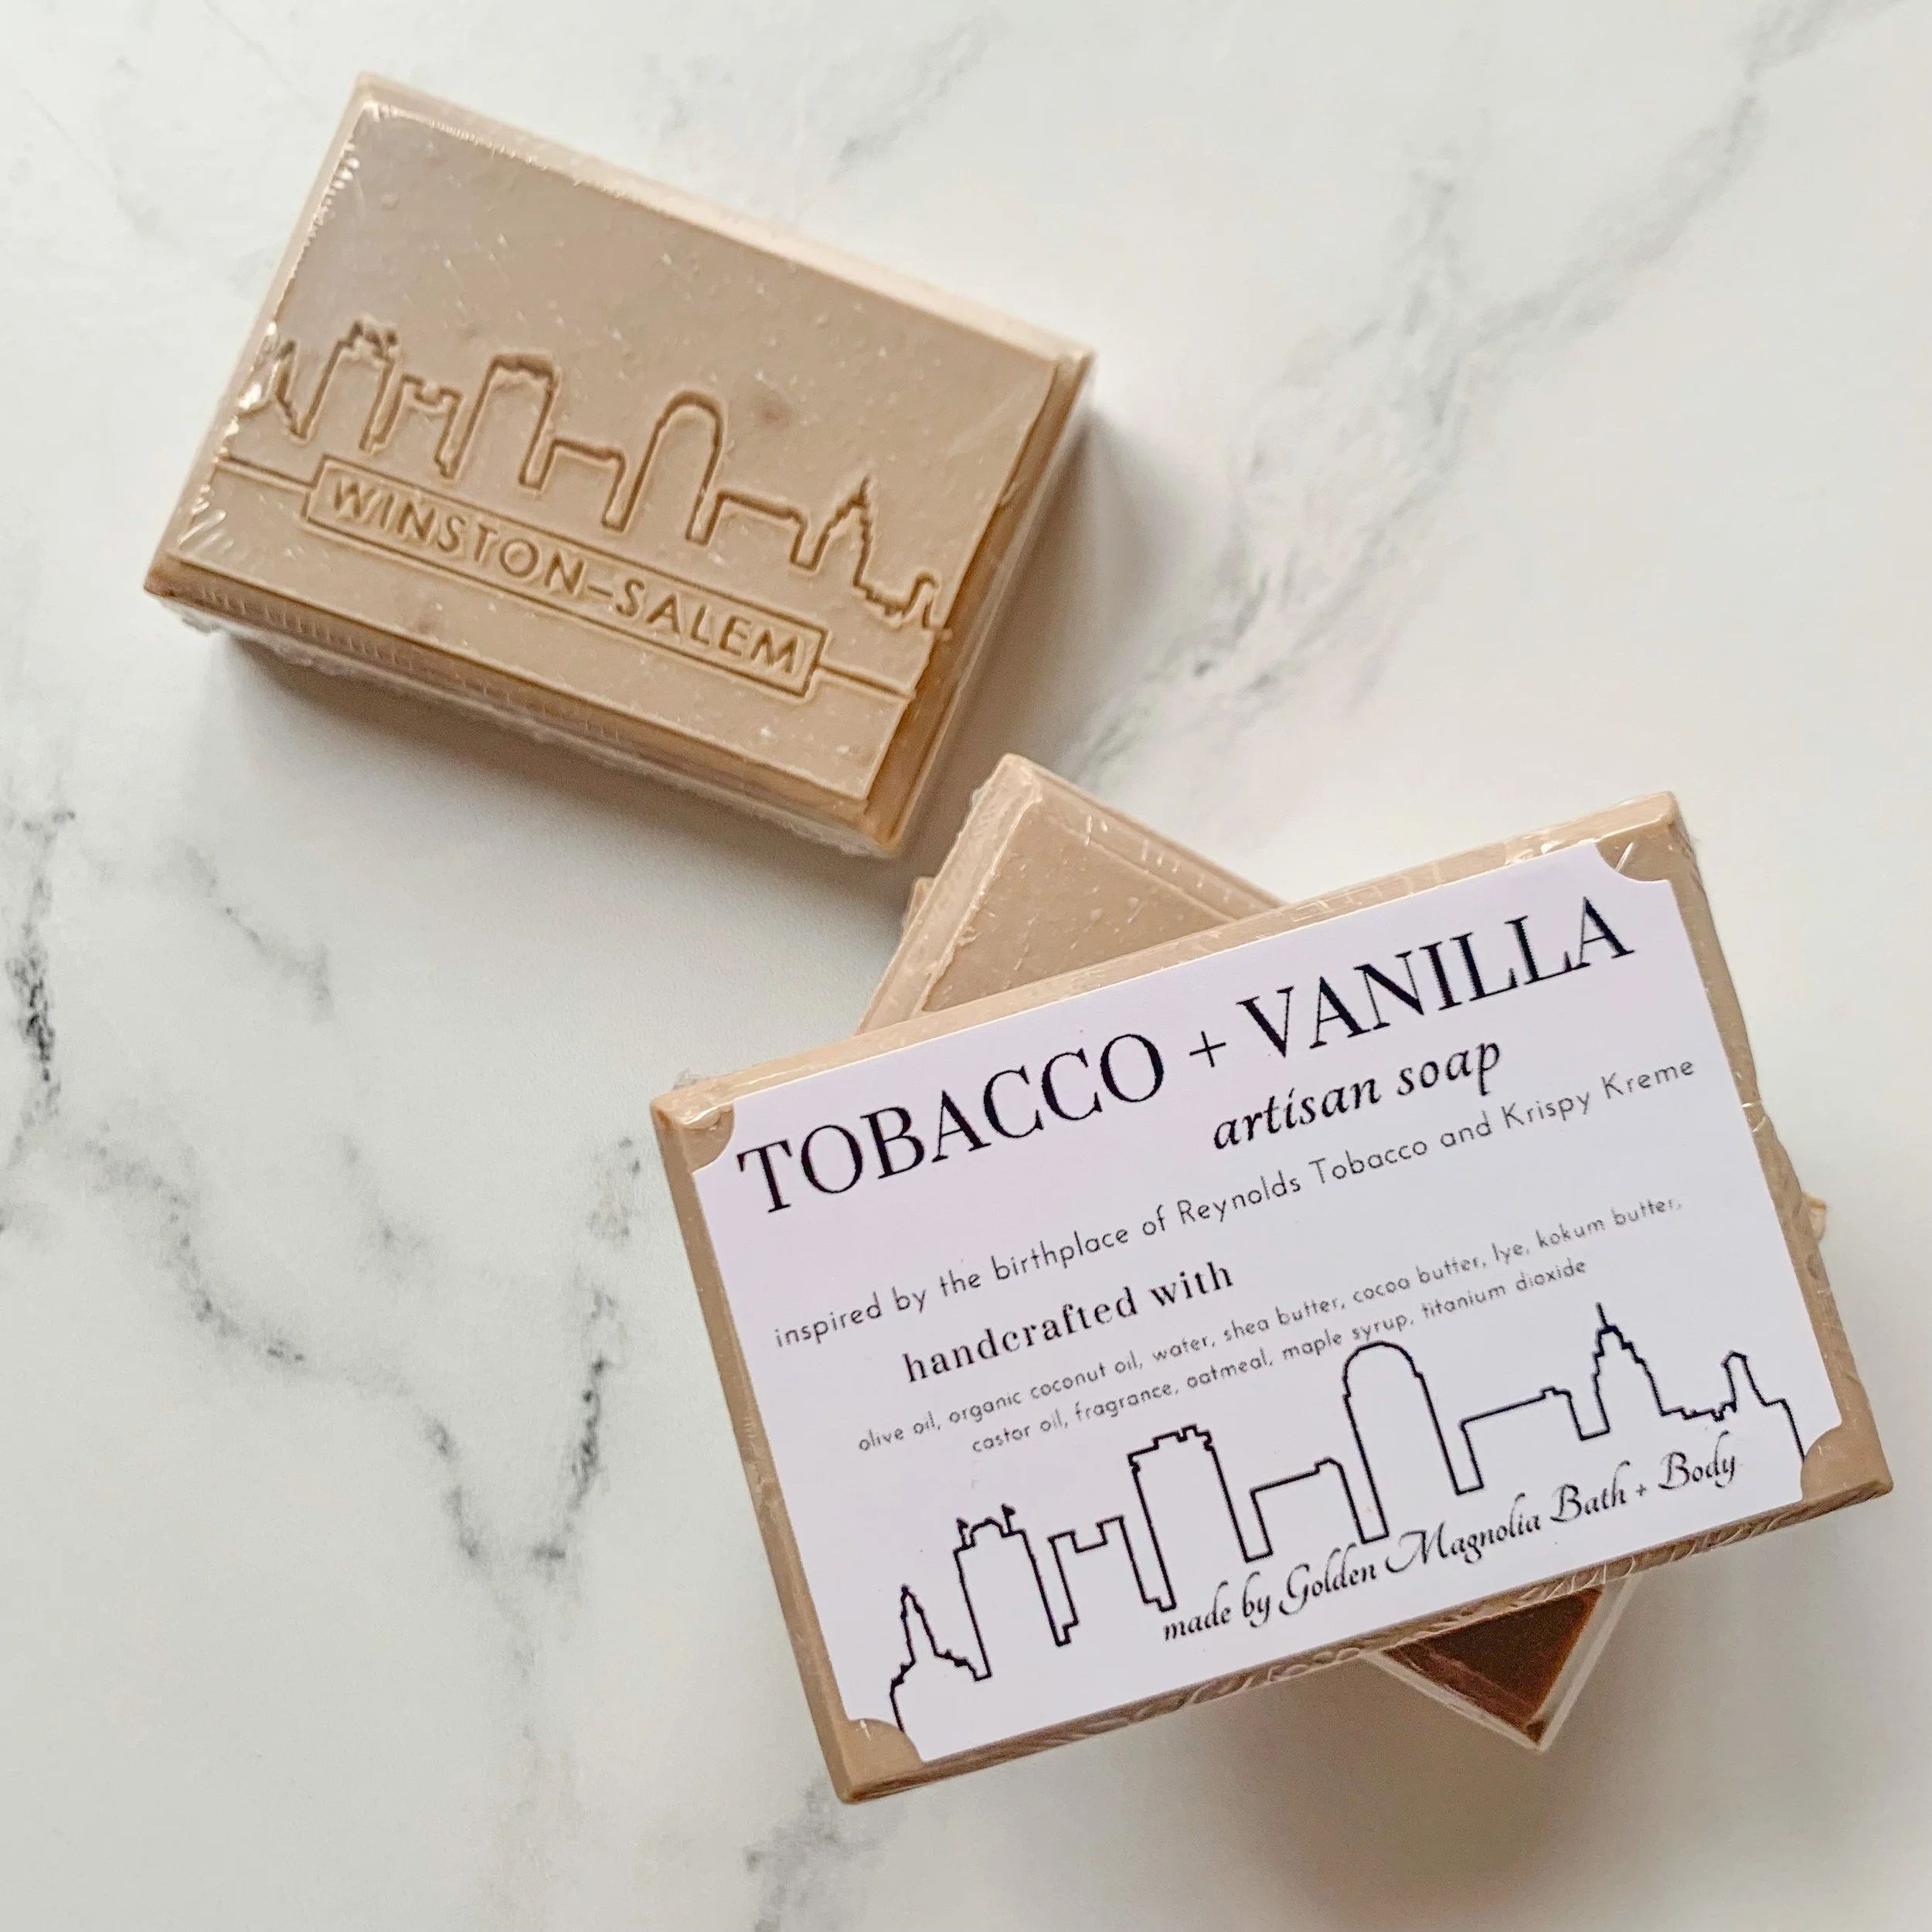 WINSTON-SALEM
TOBACCO + VANILLA
artisan soap
inspired by the birthplace of Reynolds Tobacco and Krispy Kreme
handcrafted with
olive oil, organic coconut oil, water, shea butter, cocoa butter, lye, kokum butter,
castor oil, fragrance, oatmeal, maple syrup, titanium dioxide
made by Golden Magnolia Bath + Body